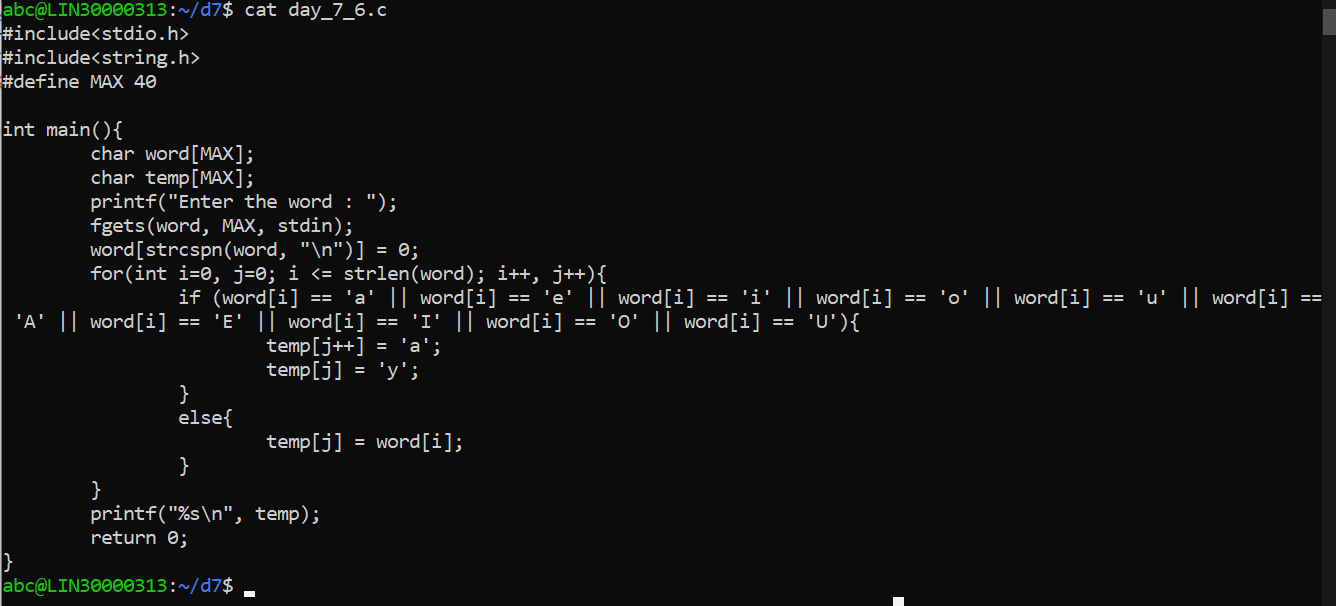 abc@LIN30000313:~/d7$ cat day_7_6.c
#include<stdio.h>
#include<string.h>
#define MAX 40

int main(){
        char word[MAX];
        char temp[MAX];
        printf("Enter the word : ");
        fgets(word, MAX, stdin);
        word[strcspn(word, "\n")] = 0;
        for(int i=0, j=0; i <= strlen(word); i++, j++){
                if (word[i] == 'a' || word[i] == 'e' || word[i] == 'i' || word[i] == 'o' || word[i] == 'u' || word[i] ==
 'A' || word[i] == 'E' || word[i] == 'I' || word[i] == 'O' || word[i] == 'U'){
                        temp[j++] = 'a';
                        temp[j] = 'y';
                }
                else{
                        temp[j] = word[i];
                }
        }
        printf("%s\n", temp);
        return 0;
}
abc@LIN30000313:~/d7$